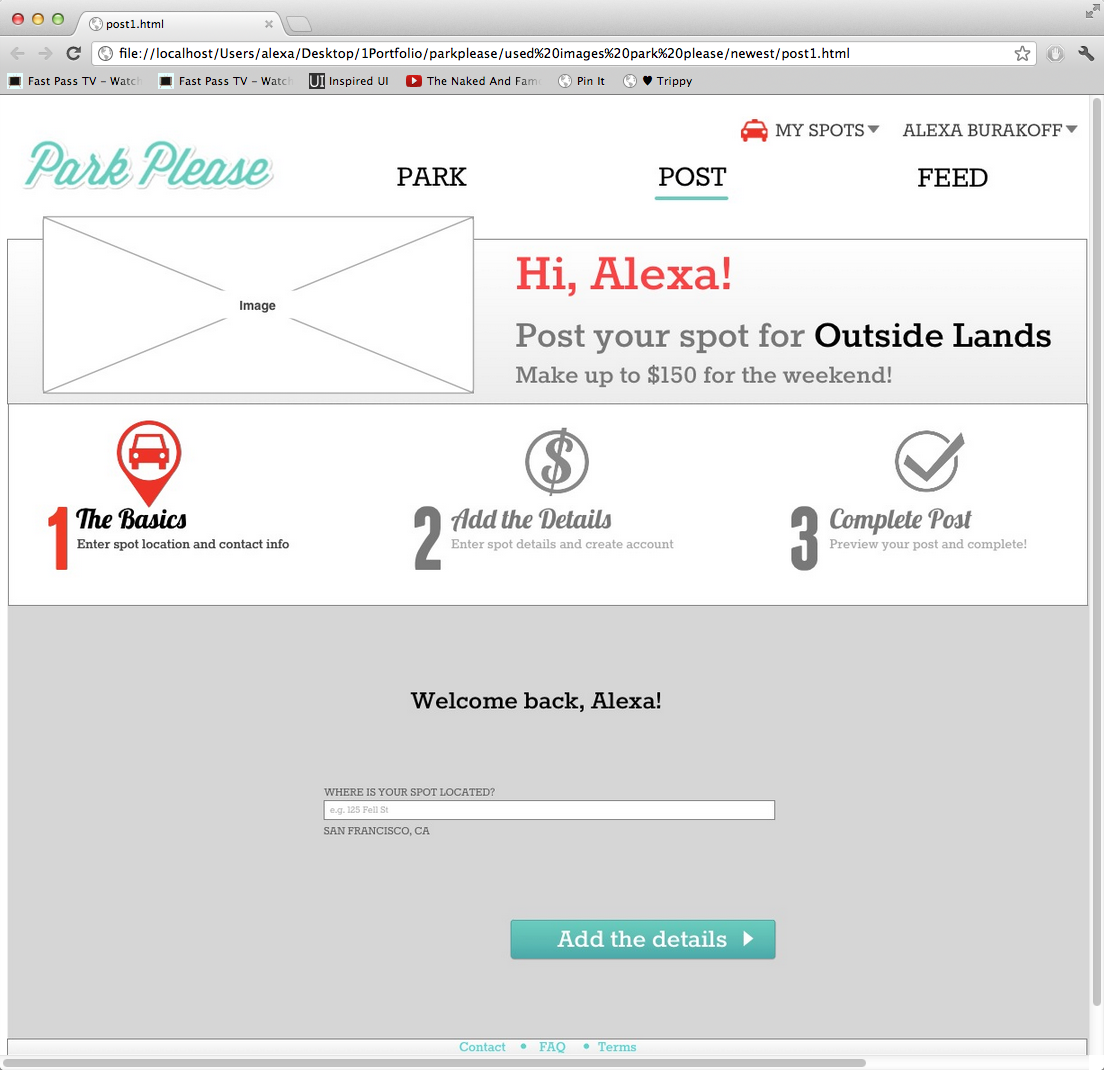 post1.html
file://localhost/Users/alexa/Desktop/1Portfolio/parkplease/used%20images%20park%20please/newest/post1.html
Fast Pass TV – Watch Fast Pass TV – Watch UI Inspired UI The Naked And Fam Pin It ♥ Trippy
MY SPOTS ALEXA BURAKOFF
Park Please PARK POST FEED
Image
Hi, Alexa!
Post your spot for Outside Lands
Make up to $150 for the weekend!
$
1 The Basics
Enter spot location and contact info
2 Add the Details
Enter spot details and create account
3 Complete Post
Preview your post and complete!
Welcome back, Alexa!
WHERE IS YOUR SPOT LOCATED?
e.g. 125 Fell St
SAN FRANCISCO, CA
Add the details
Contact • FAQ • Terms